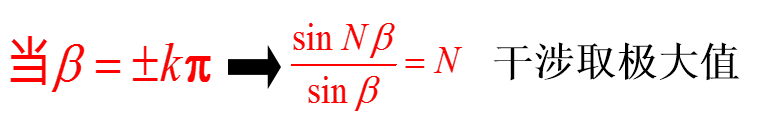 当β = ±kπ ➡ sin Nβ / sin β = N 干涉取极大值